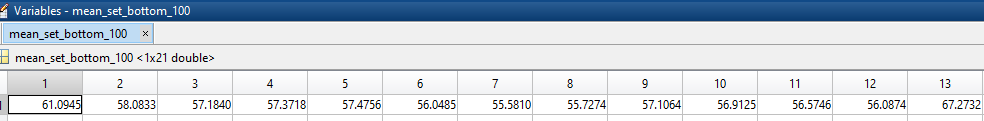 Variables - mean_set_bottom_100
mean_set_bottom_100 ×
mean_set_bottom_100 <1x21 double>
1 2 3 4 5 6 7 8 9 10 11 12 13
61.0945 58.0833 57.1840 57.3718 57.4756 56.0485 55.5810 55.7274 57.1064 56.9125 56.5746 56.0874 67.2732